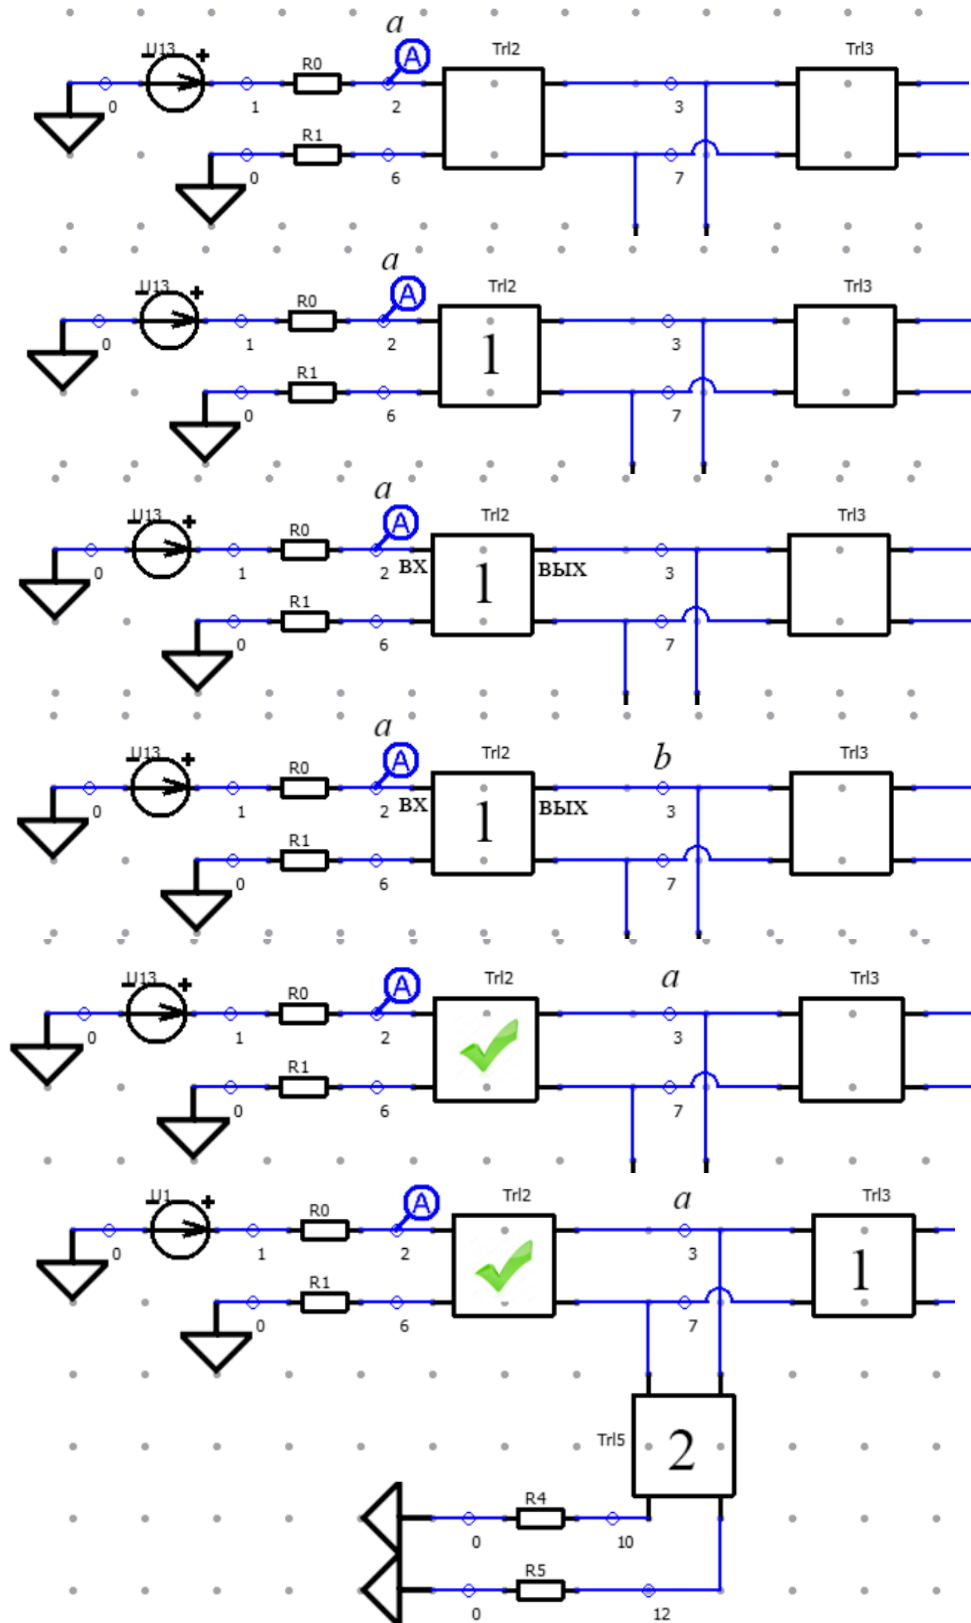 a
U13 - + R0 A Trl2 Trl3
0 1 2 3
R1
0 6 7
a
U13 - + R0 A Trl2 Trl3
0 1 2 1 3
R1
0 6 7
a
U13 - + R0 A Trl2 Trl3
0 1 2 вх 1 вых 3
R1
0 6 7
a b
U13 - + R0 A Trl2 Trl3
0 1 2 вх 1 вых 3
R1
0 6 7
a
U13 - + R0 A Trl2 Trl3
0 1 2 3
R1
0 6 7
a
U1 - + R0 A Trl2 Trl3
0 1 2 3 1
R1
0 6 7
Trl5 2
R4
0 10
R5
0 12